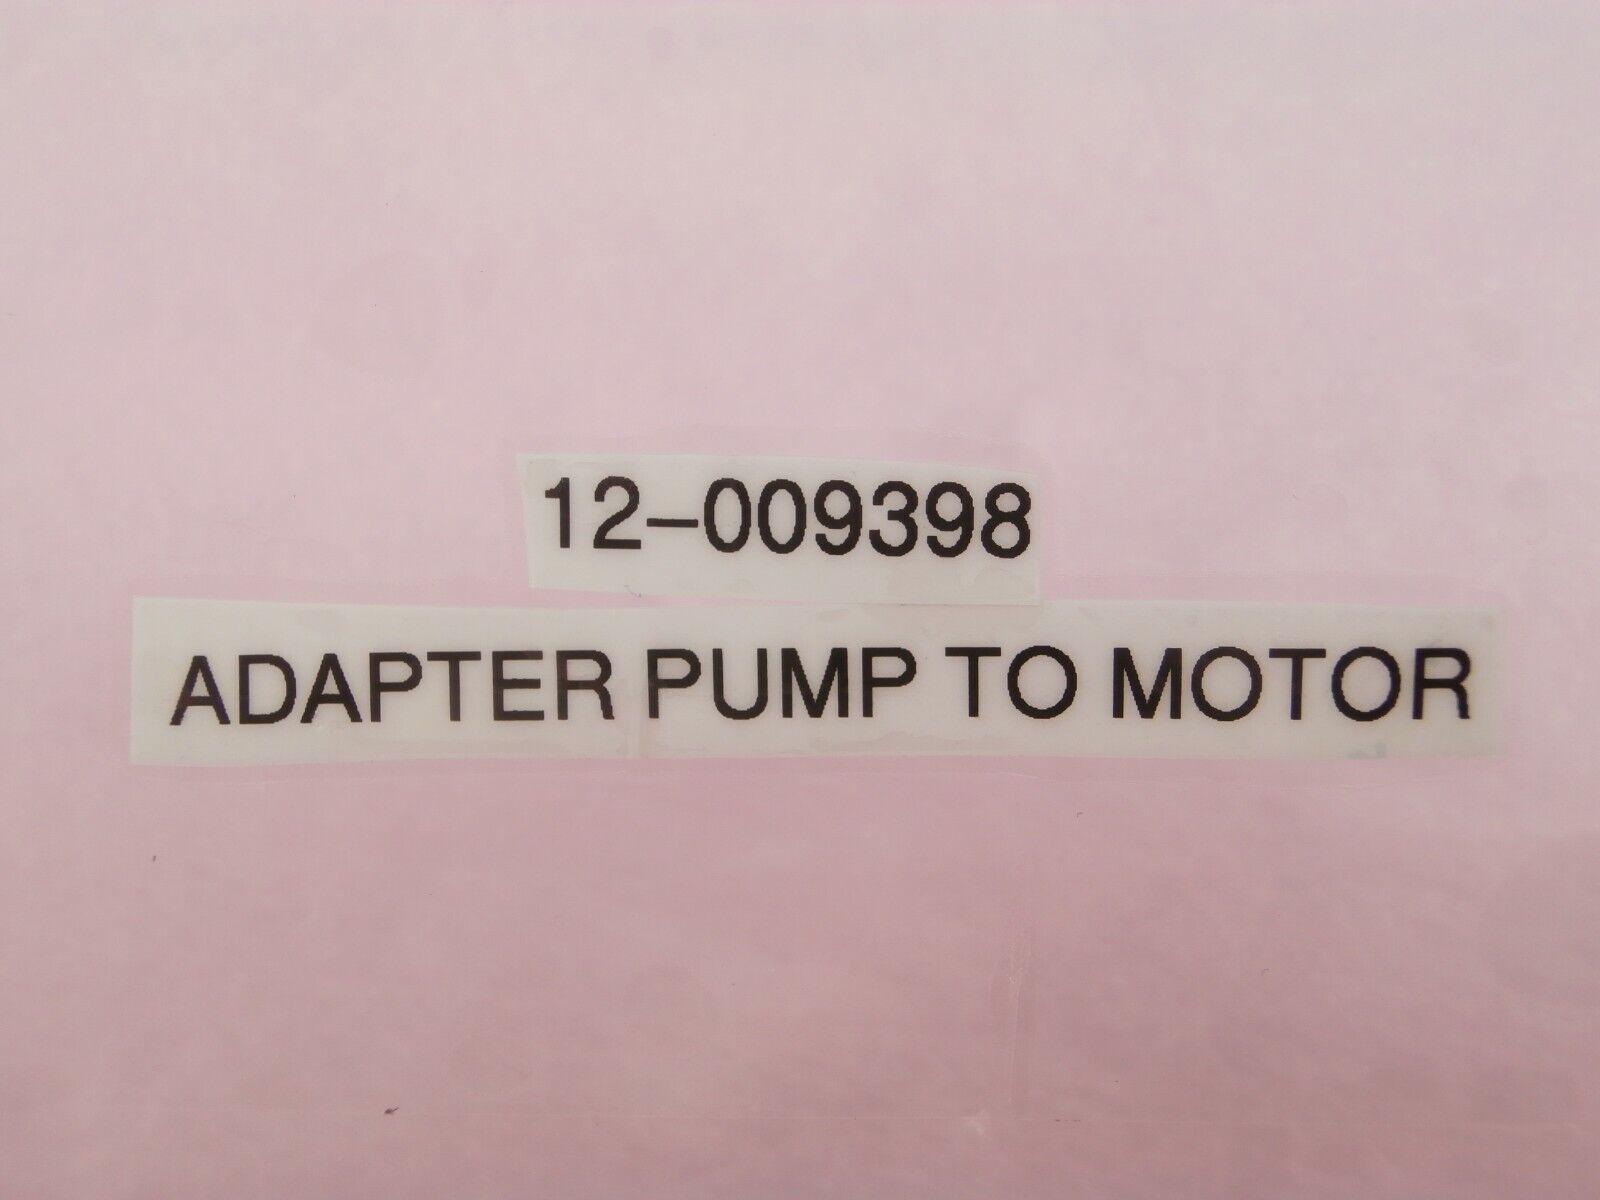 12-009398
ADAPTER PUMP TO MOTOR